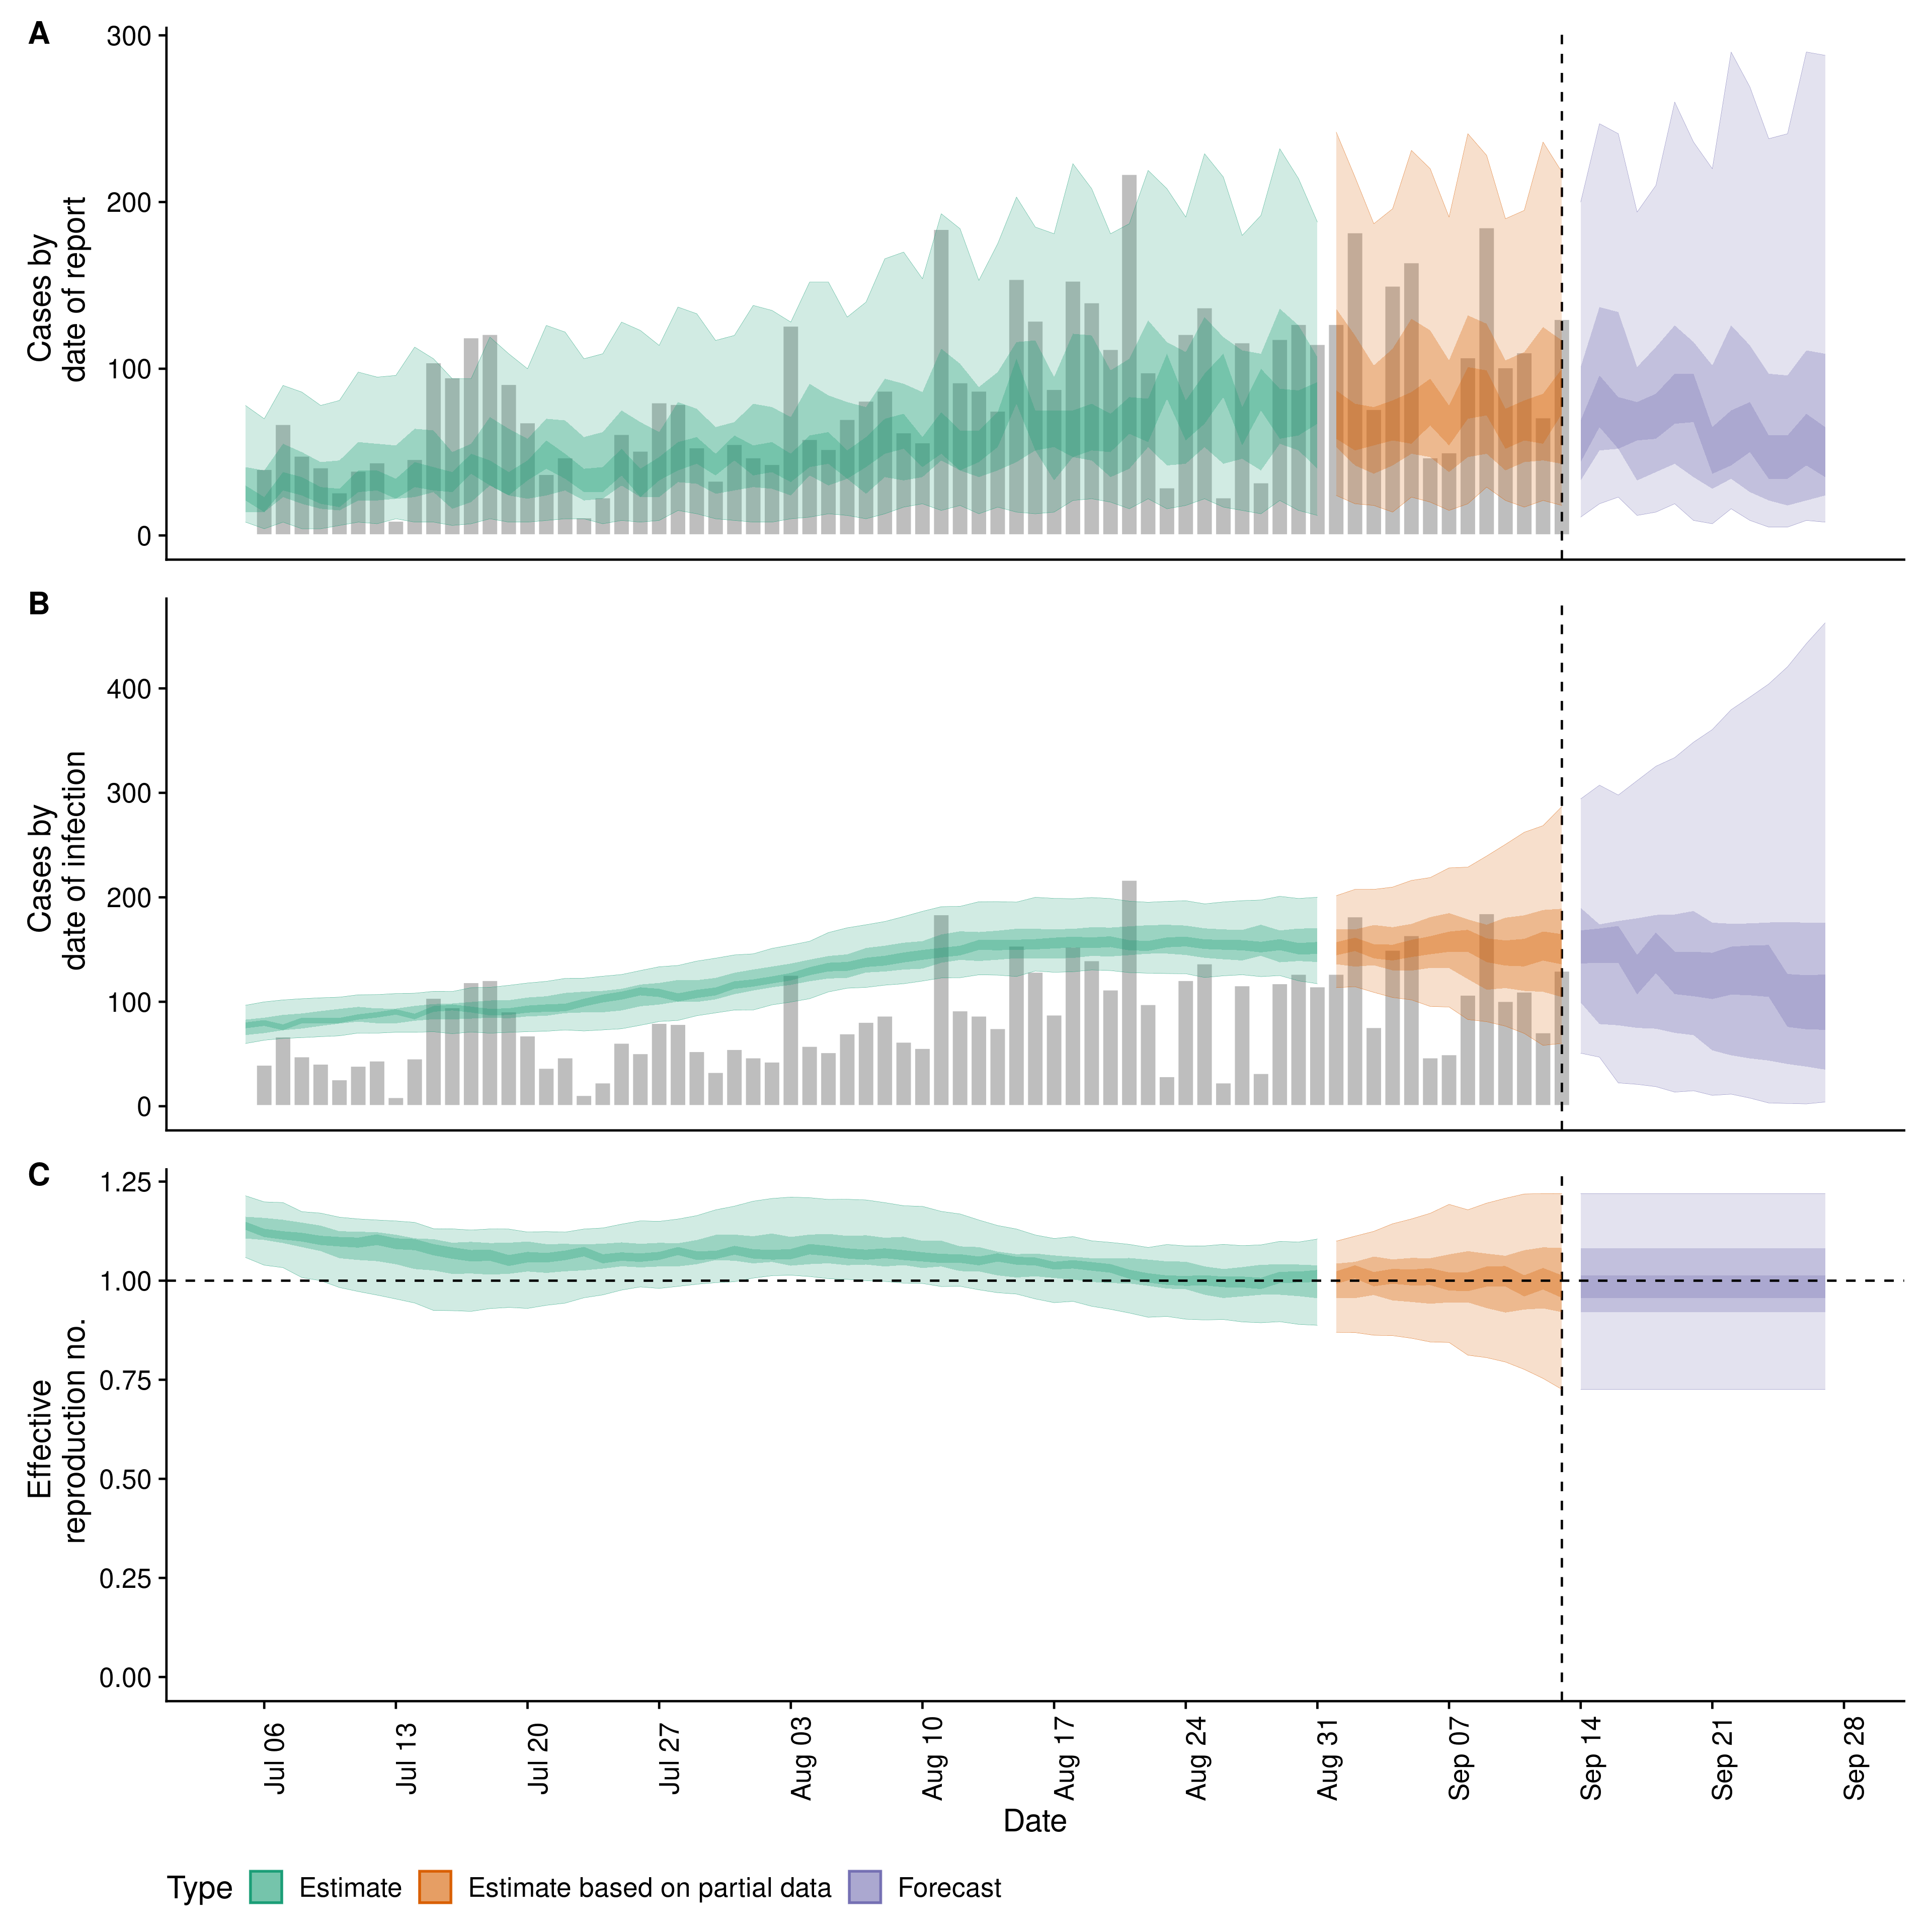 A
300
200
100
0
Cases by
date of report
B
400
300
200
100
0
Cases by
date of infection
C
1.25
1.00
0.75
0.50
0.25
0.00
Effective
reproduction no.
Jul 06
Jul 13
Jul 20
Jul 27
Aug 03
Aug 10
Aug 17
Aug 24
Aug 31
Sep 07
Sep 14
Sep 21
Sep 28
Date
Type Estimate Estimate based on partial data Forecast